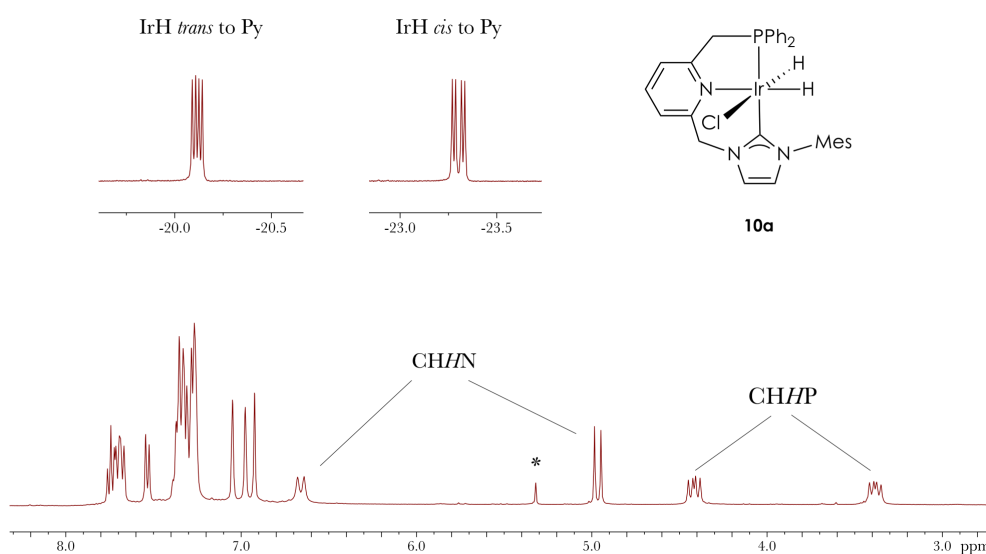 IrH trans to Py
IrH cis to Py
-20.0
-20.5
-23.0
-23.5
PPh2
H
N
Ir
H
Cl
N
N
Mes
10a
CHHN
CHHP
*
8.0
7.0
6.0
5.0
4.0
3.0
ppm